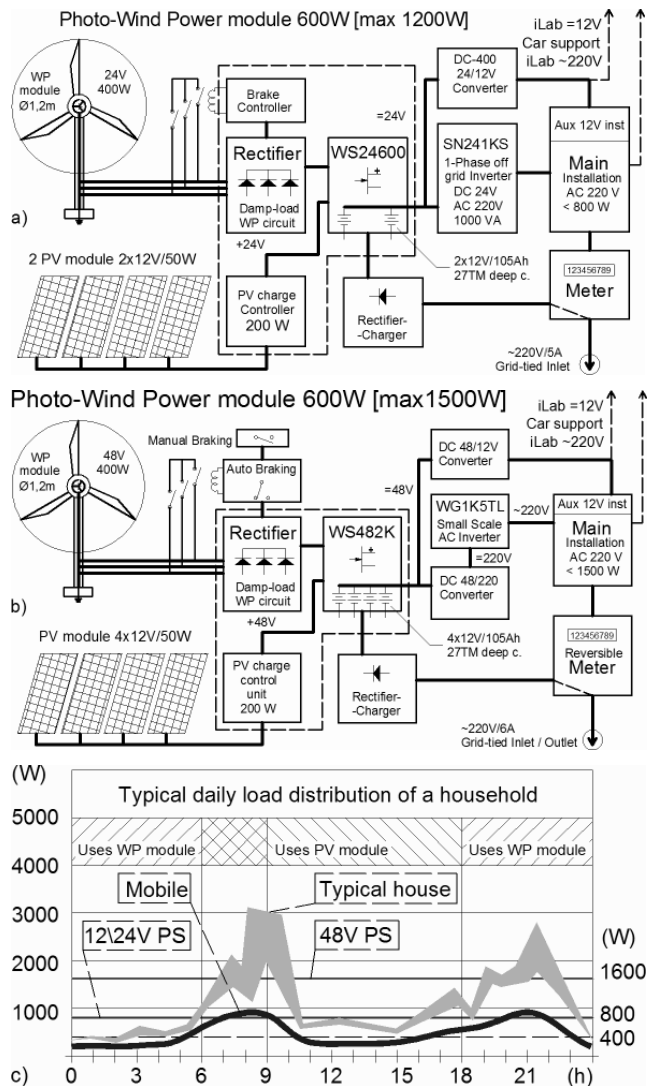 Photo-Wind Power module 600W [max 1200W]
iLab =12V
Car support
iLab ~220V
WP
module
Ø1,2m
24V
400W
Brake
Controller
DC-400
24/12V
Converter
=24V
Aux 12V inst
Rectifier
Damp-load
WP circuit
WS24600
SN241KS
1-Phase off
grid Inverter
DC 24V
AC 220V
1000 VA
Main
Installation
AC 220 V
< 800 W
a)
+24V
2 PV module 2x12V/50W
2x12V/105Ah
27TM deep c.
123456789
Meter
PV charge
Controller
200 W
Rectifier-
-Charger
~220V/5A
Grid-tied Inlet
Photo-Wind Power module 600W [max1500W]
iLab =12V
Car support
iLab ~220V
WP
module
Ø1,2m
48V
400W
Manual Braking
Auto Braking
DC 48/12V
Converter
=48V
Aux 12V inst
Rectifier
Damp-load
WP circuit
WS482K
WG1K5TL
Small Scale
AC Inverter
~220V
=220V
DC 48/220
Converter
Main
Installation
AC 220 V
< 1500 W
b)
+48V
PV module 4x12V/50W
4x12V/105Ah
27TM deep c.
123456789
Reversible
Meter
PV charge
control
unit
200 W
Rectifier-
-Charger
~220V/6A
Grid-tied Inlet / Outlet
(W)
Typical daily load distribution of a household
5000
Uses WP module
Uses PV module
Uses WP module
4000
Mobile
Typical house
3000
12\24V PS
48V PS
(W)
2000
1600
1000
800
400
c)
0 3 6 9 12 15 18 21 (h)